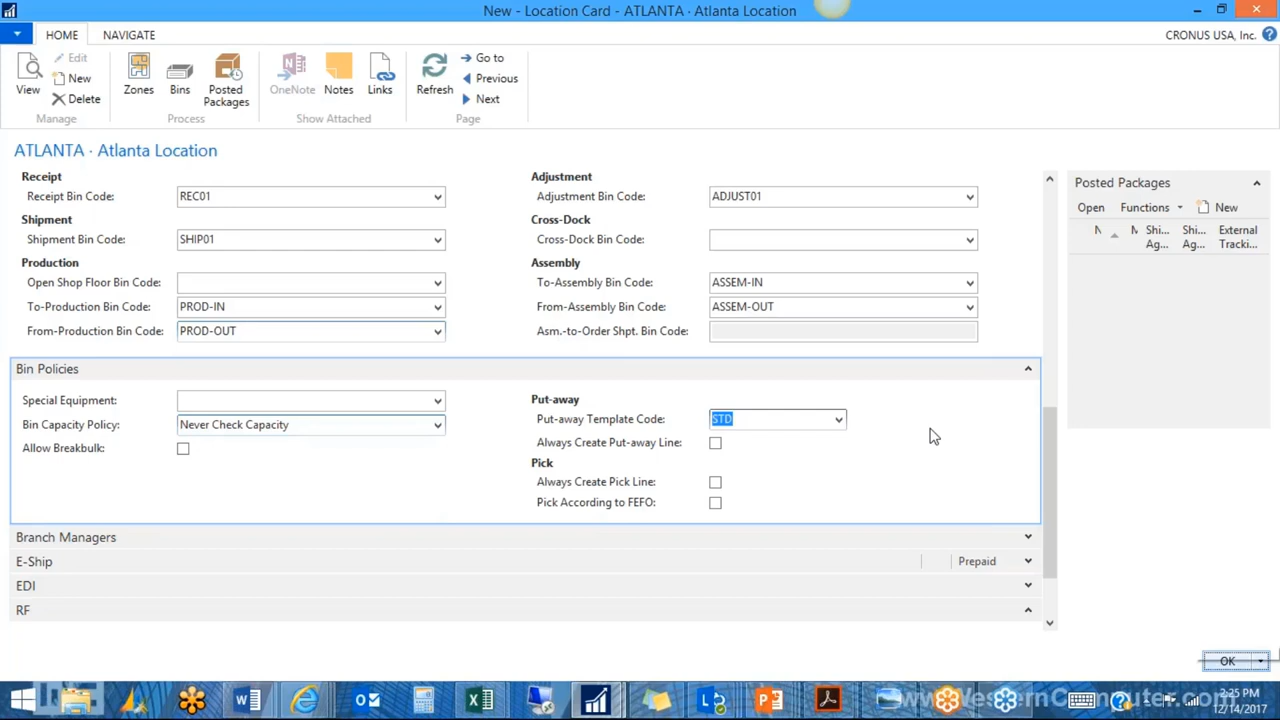 New - Location Card - ATLANTA · Atlanta Location
HOME NAVIGATE CRONUS USA, Inc.
View Edit New Delete Zones Bins Posted Packages OneNote Notes Links Refresh Go to Previous Next
Manage Process Show Attached Page
ATLANTA · Atlanta Location
Receipt
Receipt Bin Code: REC01
Shipment
Shipment Bin Code: SHIP01
Production
Open Shop Floor Bin Code:
To-Production Bin Code: PROD-IN
From-Production Bin Code: PROD-OUT
Adjustment
Adjustment Bin Code: ADJUST01
Cross-Dock
Cross-Dock Bin Code:
Assembly
To-Assembly Bin Code: ASSEM-IN
From-Assembly Bin Code: ASSEM-OUT
Asm.-to-Order Shpt. Bin Code:
Bin Policies
Special Equipment:
Bin Capacity Policy: Never Check Capacity
Allow Breakbulk:
Put-away
Put-away Template Code: STD
Always Create Put-away Line:
Pick
Always Create Pick Line:
Pick According to FEFO:
Branch Managers
E-Ship Prepaid
EDI
RF
Posted Packages
Open Functions New
N M Shi... Shi... External
Ag... Ag... Tracki...
OK
www.WesternComputer.com
2:25 PM
12/14/2017